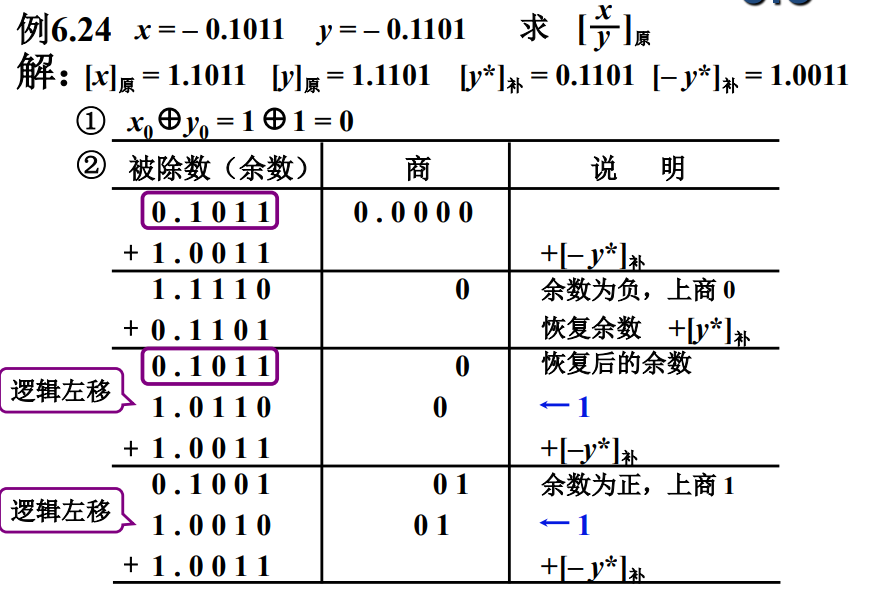 例6.24 x = – 0.1011 y = – 0.1101 求 [x/y]原
解：[x]原 = 1.1011 [y]原 = 1.1101 [y*]补 = 0.1101 [– y*]补 = 1.0011
① x0⊕y0 = 1⊕1 = 0
② 被除数（余数） 商 说 明
0.1011 0.0000
+ 1.0011 +[– y*]补
1.1110 0 余数为负，上商 0
+ 0.1101 恢复余数 +[y*]补
0.1011 0 恢复后的余数
逻辑左移 1.0110 0 ← 1
+ 1.0011 +[–y*]补
0.1001 01 余数为正，上商 1
逻辑左移 1.0010 01 ← 1
+ 1.0011 +[– y*]补